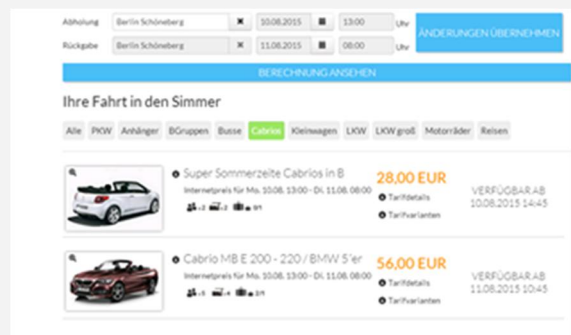 Abholung Berlin Schöneberg 10.08.2015 13:00 Uhr
ÄNDERUNGEN ÜBERNEHMEN
Rückgabe Berlin Schöneberg 11.08.2015 08:00 Uhr
BERECHNUNG ANSEHEN
Ihre Fahrt in den Simmer
Alle PKW Anhänger BGruppen Busse Cabrios Kleinwagen LKW LKW groß Motorräder Reisen
Super Sommerzeite Cabrios in B
Internetpreis für Mo. 10.08. 13:00 - Di. 11.08. 08:00
28,00 EUR
Tarifdetails
Tarifvarianten
VERFÜGBAR AB
10.08.2015 14:45
Cabrio MB E 200 - 220 / BMW 5'er
Internetpreis für Mo. 10.08. 13:00 - Di. 11.08. 08:00
56,00 EUR
Tarifdetails
Tarifvarianten
VERFÜGBAR AB
11.08.2015 10:45